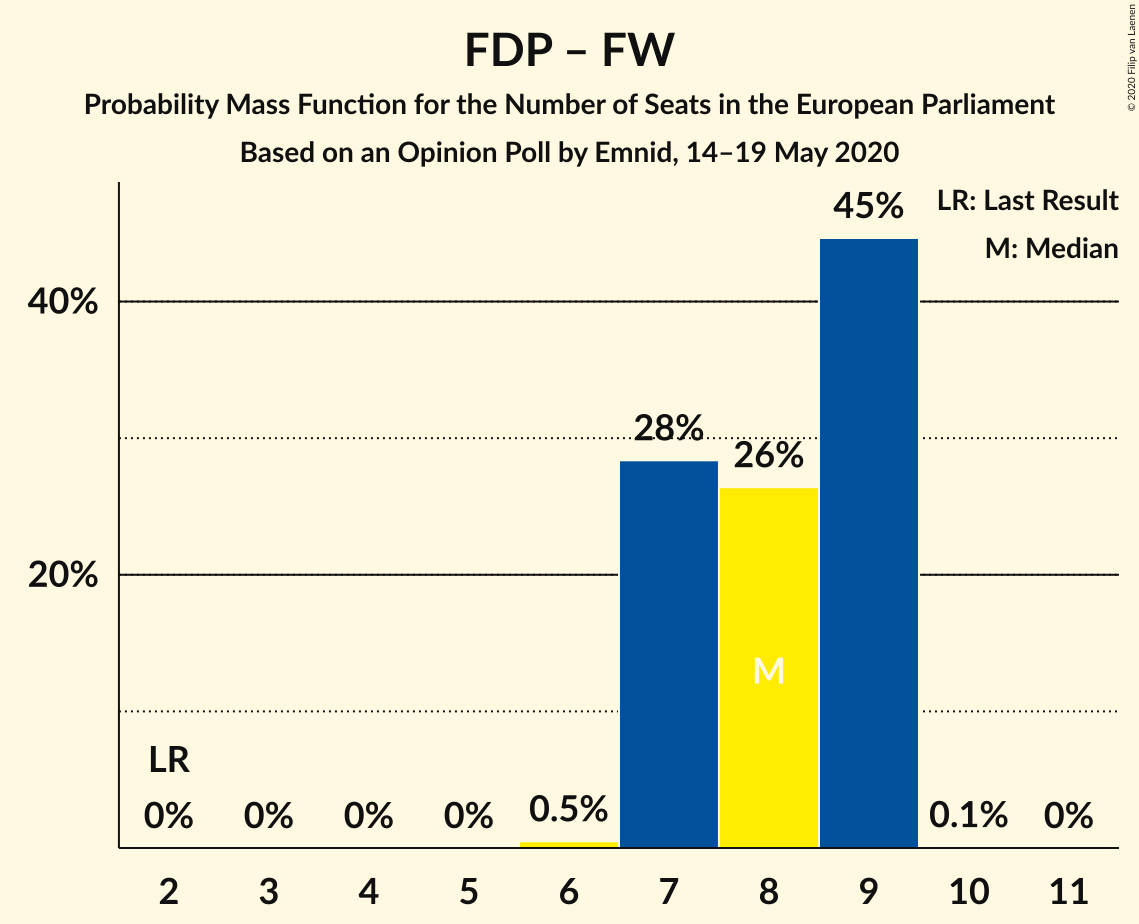 FDP – FW
Probability Mass Function for the Number of Seats in the European Parliament
Based on an Opinion Poll by Emnid, 14–19 May 2020
© 2020 Filip van Laenen
LR: Last Result
M: Median
45%
40%
28%
26%
20%
M
LR
0%
0%
0%
0%
0.5%
0.1%
0%
2
3
4
5
6
7
8
9
10
11